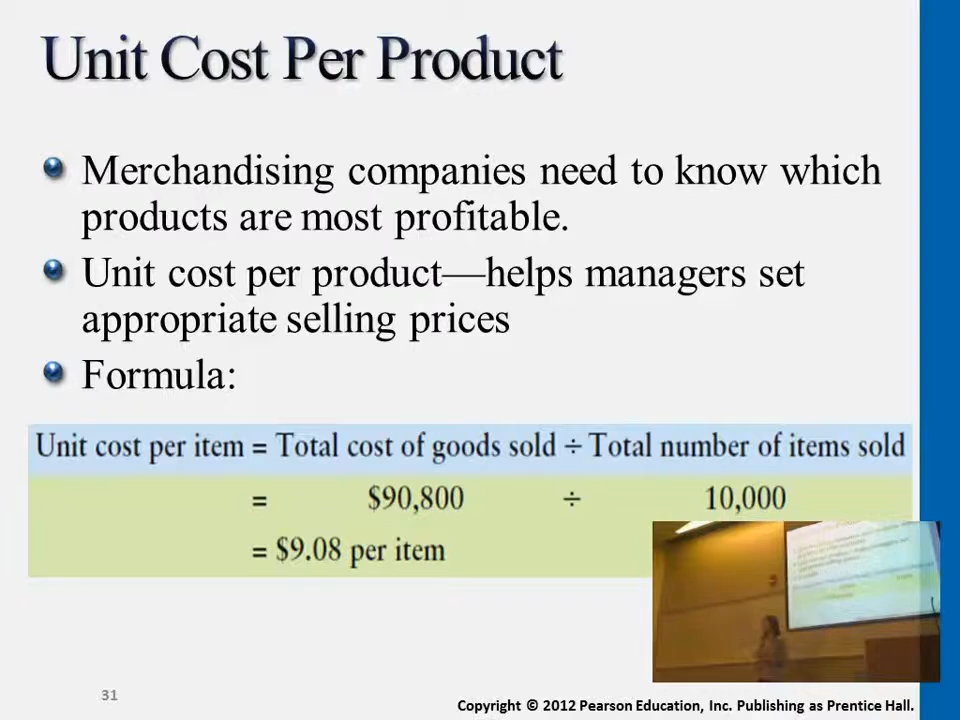 Unit Cost Per Product
Merchandising companies need to know which
products are most profitable.
Unit cost per product—helps managers set
appropriate selling prices
Formula:
Unit cost per item = Total cost of goods sold ÷ Total number of items sold
= $90,800 ÷ 10,000
= $9.08 per item
31
Copyright © 2012 Pearson Education, Inc. Publishing as Prentice Hall.